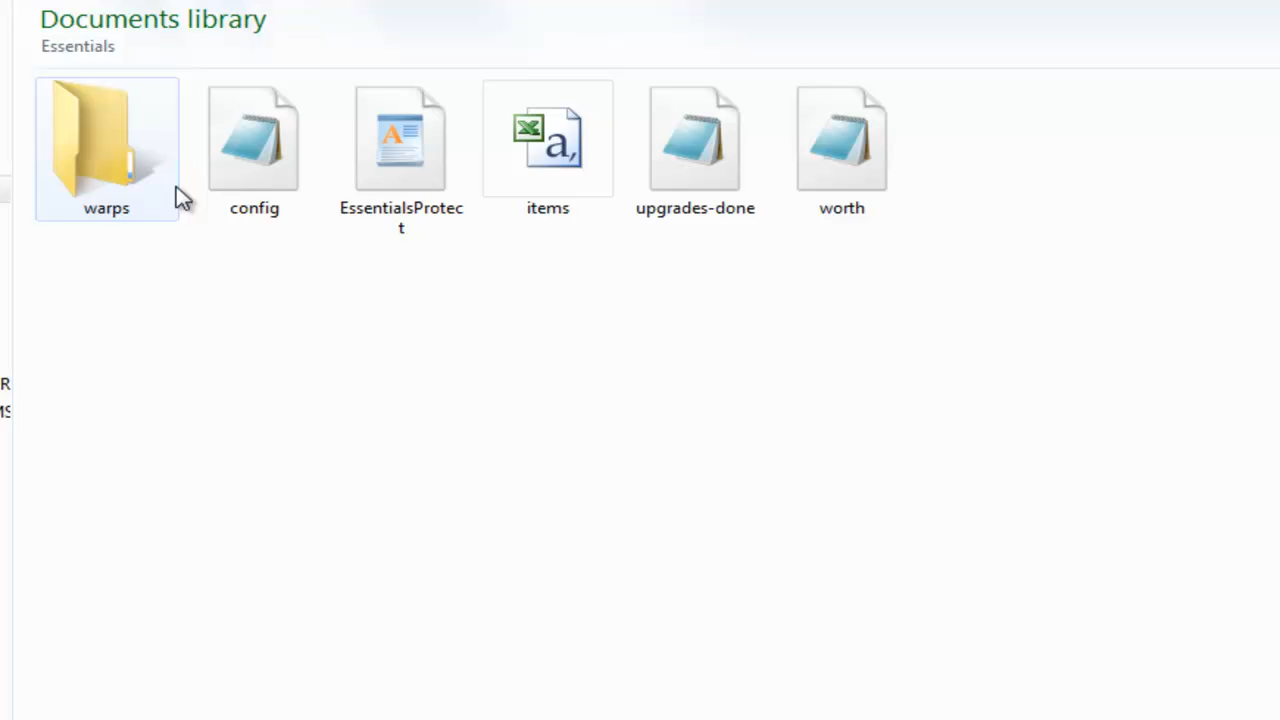 Documents library
Essentials
warps
config
EssentialsProtec
t
items
upgrades-done
worth
R